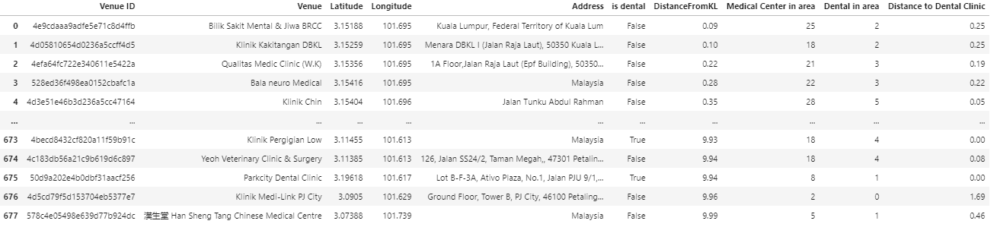 Venue ID Venue Latitude Longitude Address is dental DistanceFromKL Medical Center in area Dental in area Distance to Dental Clinic
0 4e9cdaaa9adfe5e71c8d4ffb Bilik Sakit Mental & Jiwa BRCC 3.15188 101.695 Kuala Lumpur, Federal Territory of Kuala Lum False 0.09 25 2 0.25
1 4d05810654d0236a5ccff4d5 Klinik Kakitangan DBKL 3.15259 101.695 Menara DBKL I (Jalan Raja Laut), 50350 Kuala L... False 0.10 18 2 0.25
2 4efa64fc722e340611e5422a Qualitas Medic Clinic (W.K) 3.15356 101.695 1A Floor,Jalan Raja Laut (Epf Building), 50350... False 0.22 21 3 0.19
3 528ed36f498ea0152cbafc1a Bala neuro Medical 3.15416 101.695 Malaysia False 0.28 22 3 0.22
4 4d3e51e46b3d236a5cc47164 Klinik Chin 3.15404 101.696 Jalan Tunku Abdul Rahman False 0.35 28 5 0.05
... ... ... ... ... ... ... ... ... ... ...
673 4becd8432cf820a11f59b91c Klinik Pergigian Low 3.11455 101.613 Malaysia True 9.93 18 4 0.00
674 4c183db56a21c9b619d6c897 Yeoh Veterinary Clinic & Surgery 3.11385 101.613 126, Jalan SS24/2, Taman Megah,, 47301 Petalin... False 9.94 18 4 0.08
675 50d9a202e4b0dbf31aacf256 Parkcity Dental Clinic 3.19618 101.617 Lot B-F-3A, Ativo Plaza, No.1, Jalan PJU 9/1,... True 9.94 8 1 0.00
676 4d5cd79f5d153704eb5377e7 Klinik Medi-Link PJ City 3.0905 101.629 Ground Floor, Tower B, PJ City, 46100 Petaling... False 9.96 2 0 1.69
677 578c4e05498e639d77b924dc 漢生堂 Han Sheng Tang Chinese Medical Centre 3.07388 101.739 Malaysia False 9.99 5 1 0.46